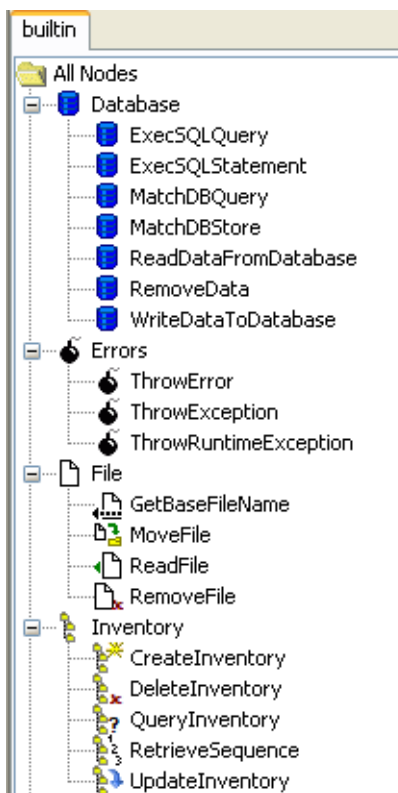 builtin
All Nodes
Database
ExecSQLQuery
ExecSQLStatement
MatchDBQuery
MatchDBStore
ReadDataFromDatabase
RemoveData
WriteDataToDatabase
Errors
ThrowError
ThrowException
ThrowRuntimeException
File
GetBaseFileName
MoveFile
ReadFile
RemoveFile
Inventory
CreateInventory
DeleteInventory
QueryInventory
RetrieveSequence
UpdateInventory